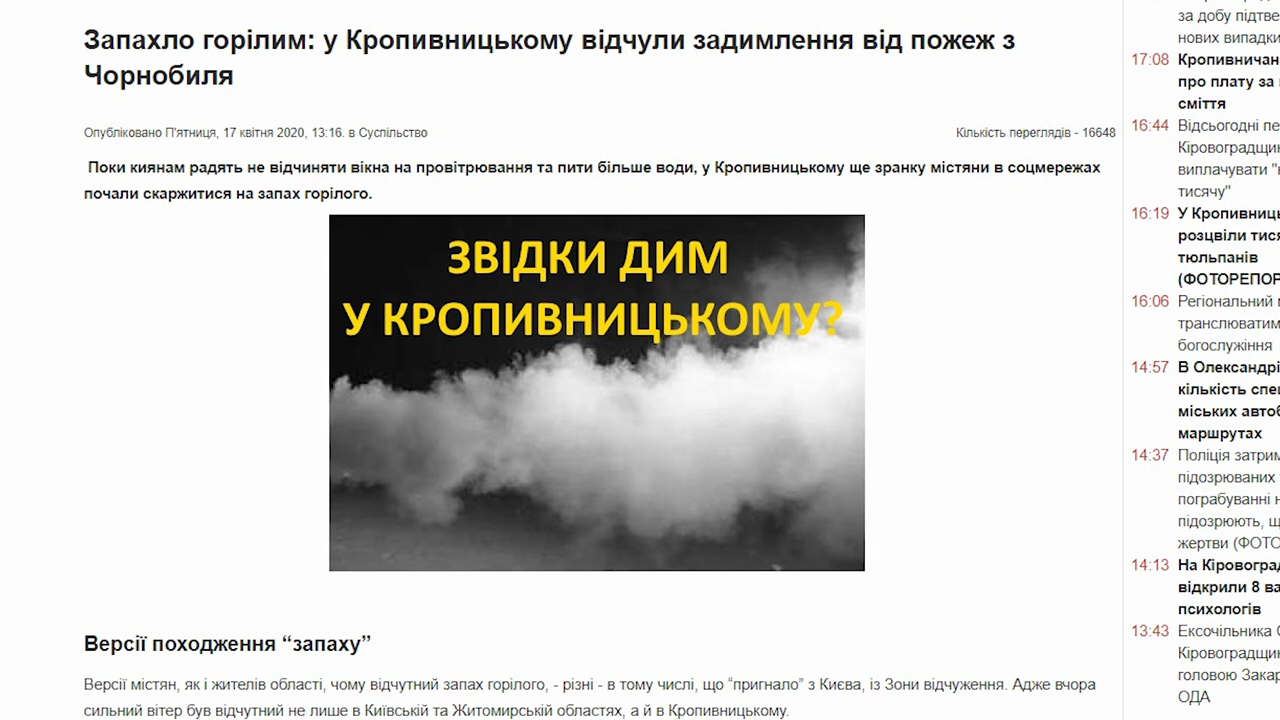 Запахло горілим: у Кропивницькому відчули задимлення від пожеж з
Чорнобиля
Опубліковано П'ятниця, 17 квітня 2020, 13:16. в Суспільство
Кількість переглядів - 16648
Поки киянам радять не відчиняти вікна на провітрювання та пити більше води, у Кропивницькому ще зранку містяни в соцмережах
почали скаржитися на запах горілого.
ЗВІДКИ ДИМ
У КРОПИВНИЦЬКОМУ?
Версії походження “запаху”
Версії містян, як і жителів області, чому відчутний запах горілого, - різні - в тому числі, що “пригнало” з Києва, із Зони відчуження. Адже вчора
сильний вітер був відчутний не лише в Київській та Житомирській областях, а й в Кропивницькому.
за добу підтве
нових випадки
17:08 Кропивничан
про плату за
сміття
16:44 Відсьогодні пе
Кіровоградщин
виплачувати "
тисячу"
16:19 У Кропивниць
розцвіли тися
тюльпанів
(ФОТОРЕПОР
16:06 Регіональний
транслюватим
богослужіння
14:57 В Олександрі
кількість спец
міських автоб
маршрутах
14:37 Поліція затрим
підозрюваних
пограбуванні н
підозрюють, щ
жертви (ФОТО
14:13 На Кіровоград
відкрили 8 ва
психологів
13:43 Ексочільника
Кіровоградщин
головою Закар
ОДА